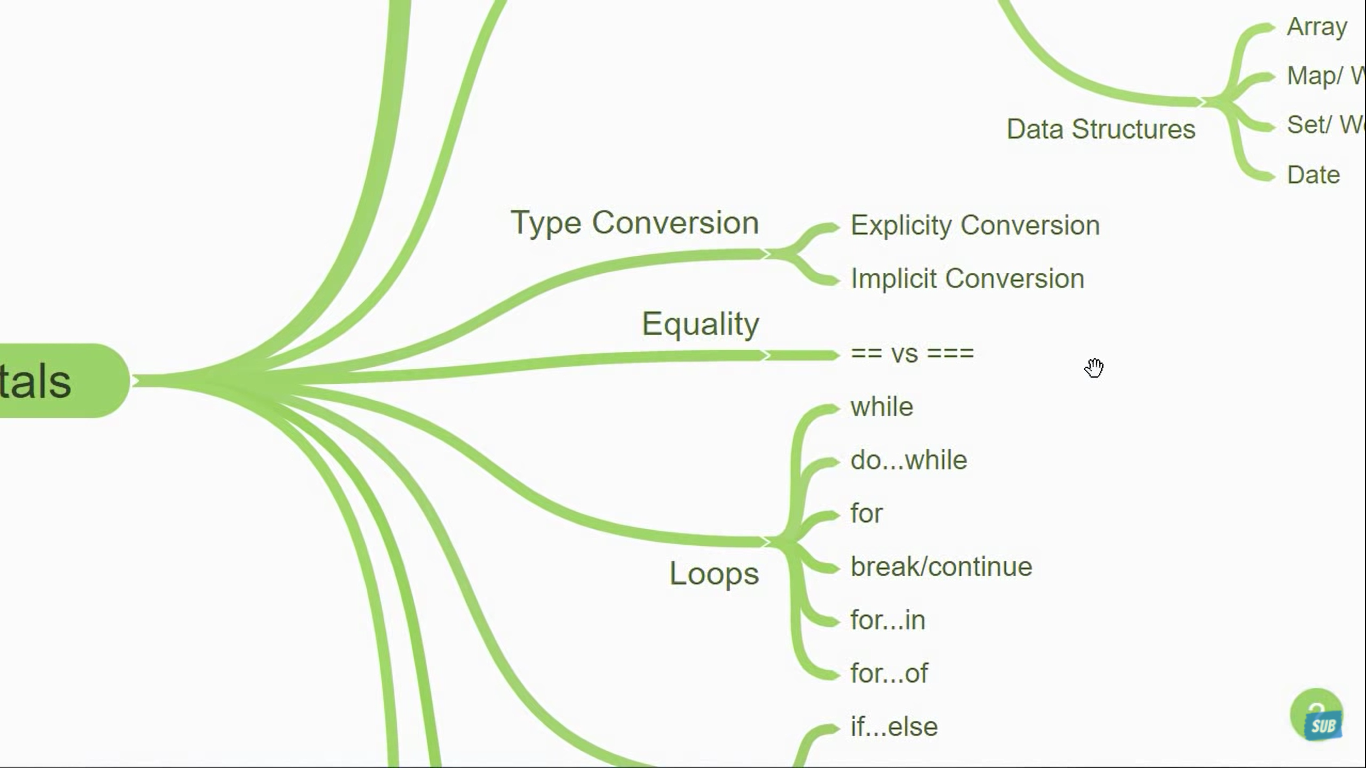 Array
Map/
Set/
Date
Data Structures
Type Conversion
Explicity Conversion
Implicit Conversion
Equality
== vs ===
tals
Loops
while
do...while
for
break/continue
for...in
for...of
if...else
SUB